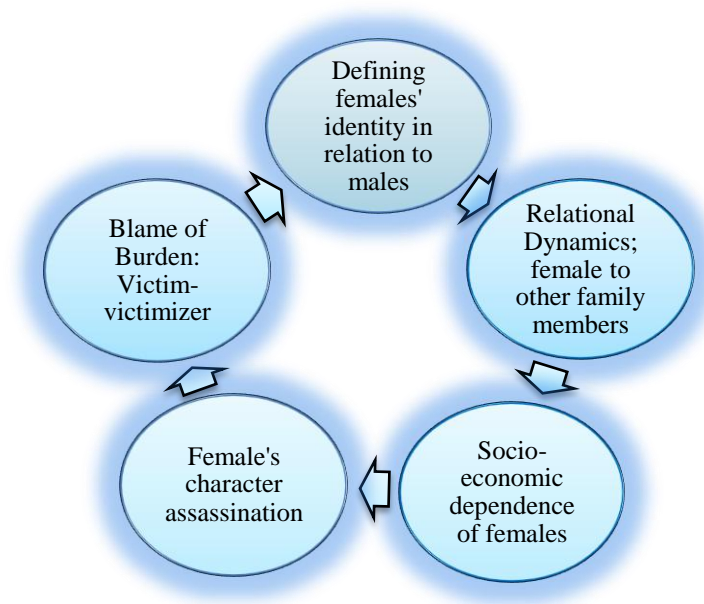 Defining
females'
identity in
relation to
males
Relational
Dynamics;
female to
other family
members
Socio-
economic
dependence
of females
Female's
character
assassination
Blame of
Burden:
Victim-
victimizer